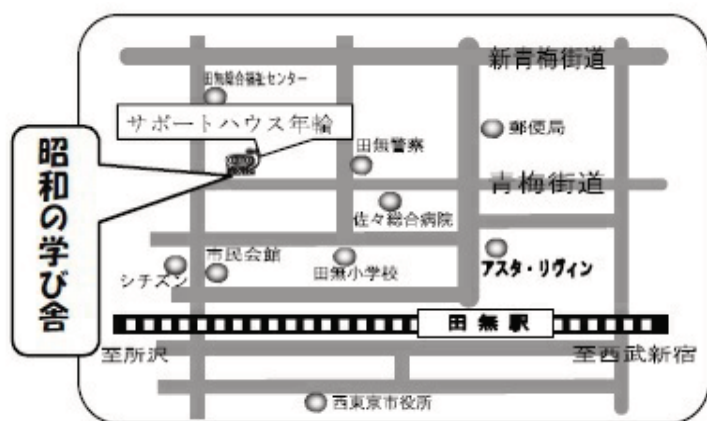 新青梅街道
田無総合福祉センター
サポートハウス年輪
郵便局
田無警察
昭和の学び舎
青梅街道
佐々総合病院
市民会館
シチズン
田無小学校
アスタ・リヴィン
田無駅
至所沢
至西武新宿
西東京市役所